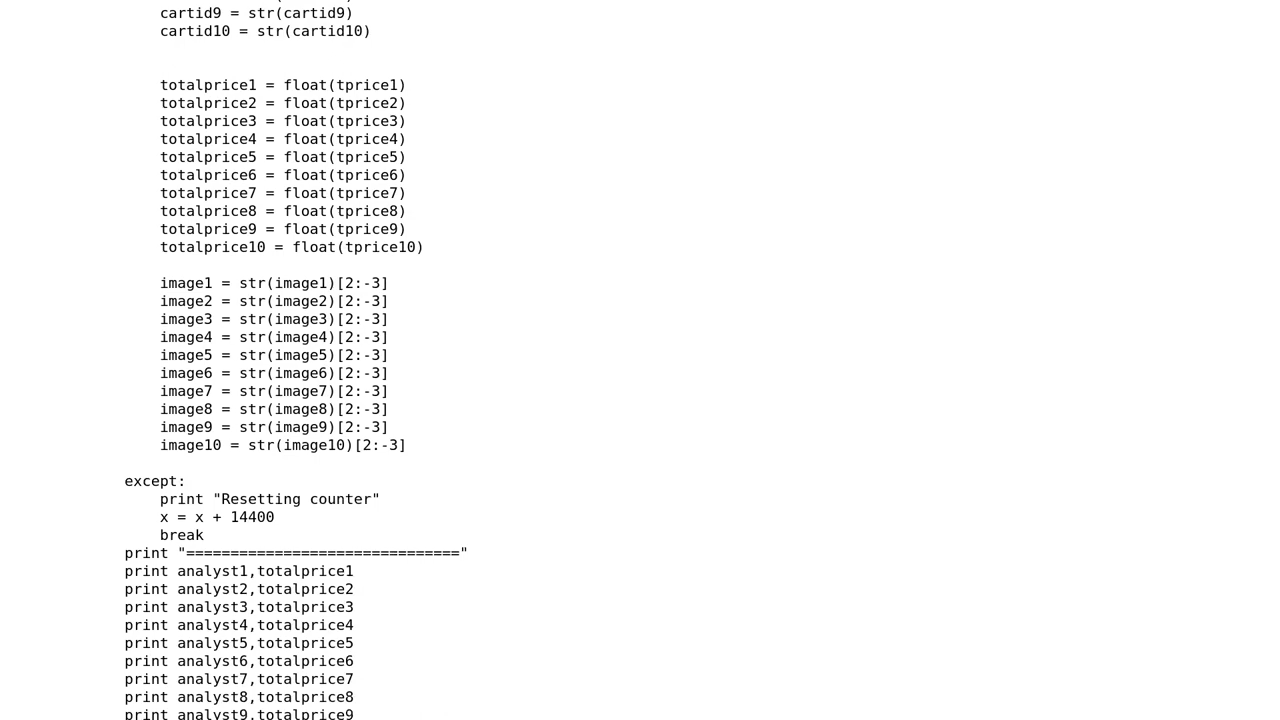 cartid9 = str(cartid9)
cartid10 = str(cartid10)
totalprice1 = float(tprice1)
totalprice2 = float(tprice2)
totalprice3 = float(tprice3)
totalprice4 = float(tprice4)
totalprice5 = float(tprice5)
totalprice6 = float(tprice6)
totalprice7 = float(tprice7)
totalprice8 = float(tprice8)
totalprice9 = float(tprice9)
totalprice10 = float(tprice10)
image1 = str(image1)[2:-3]
image2 = str(image2)[2:-3]
image3 = str(image3)[2:-3]
image4 = str(image4)[2:-3]
image5 = str(image5)[2:-3]
image6 = str(image6)[2:-3]
image7 = str(image7)[2:-3]
image8 = str(image8)[2:-3]
image9 = str(image9)[2:-3]
image10 = str(image10)[2:-3]
except:
print "Resetting counter"
x = x + 14400
break
print "==============================="
print analyst1,totalprice1
print analyst2,totalprice2
print analyst3,totalprice3
print analyst4,totalprice4
print analyst5,totalprice5
print analyst6,totalprice6
print analyst7,totalprice7
print analyst8,totalprice8
print analyst9,totalprice9